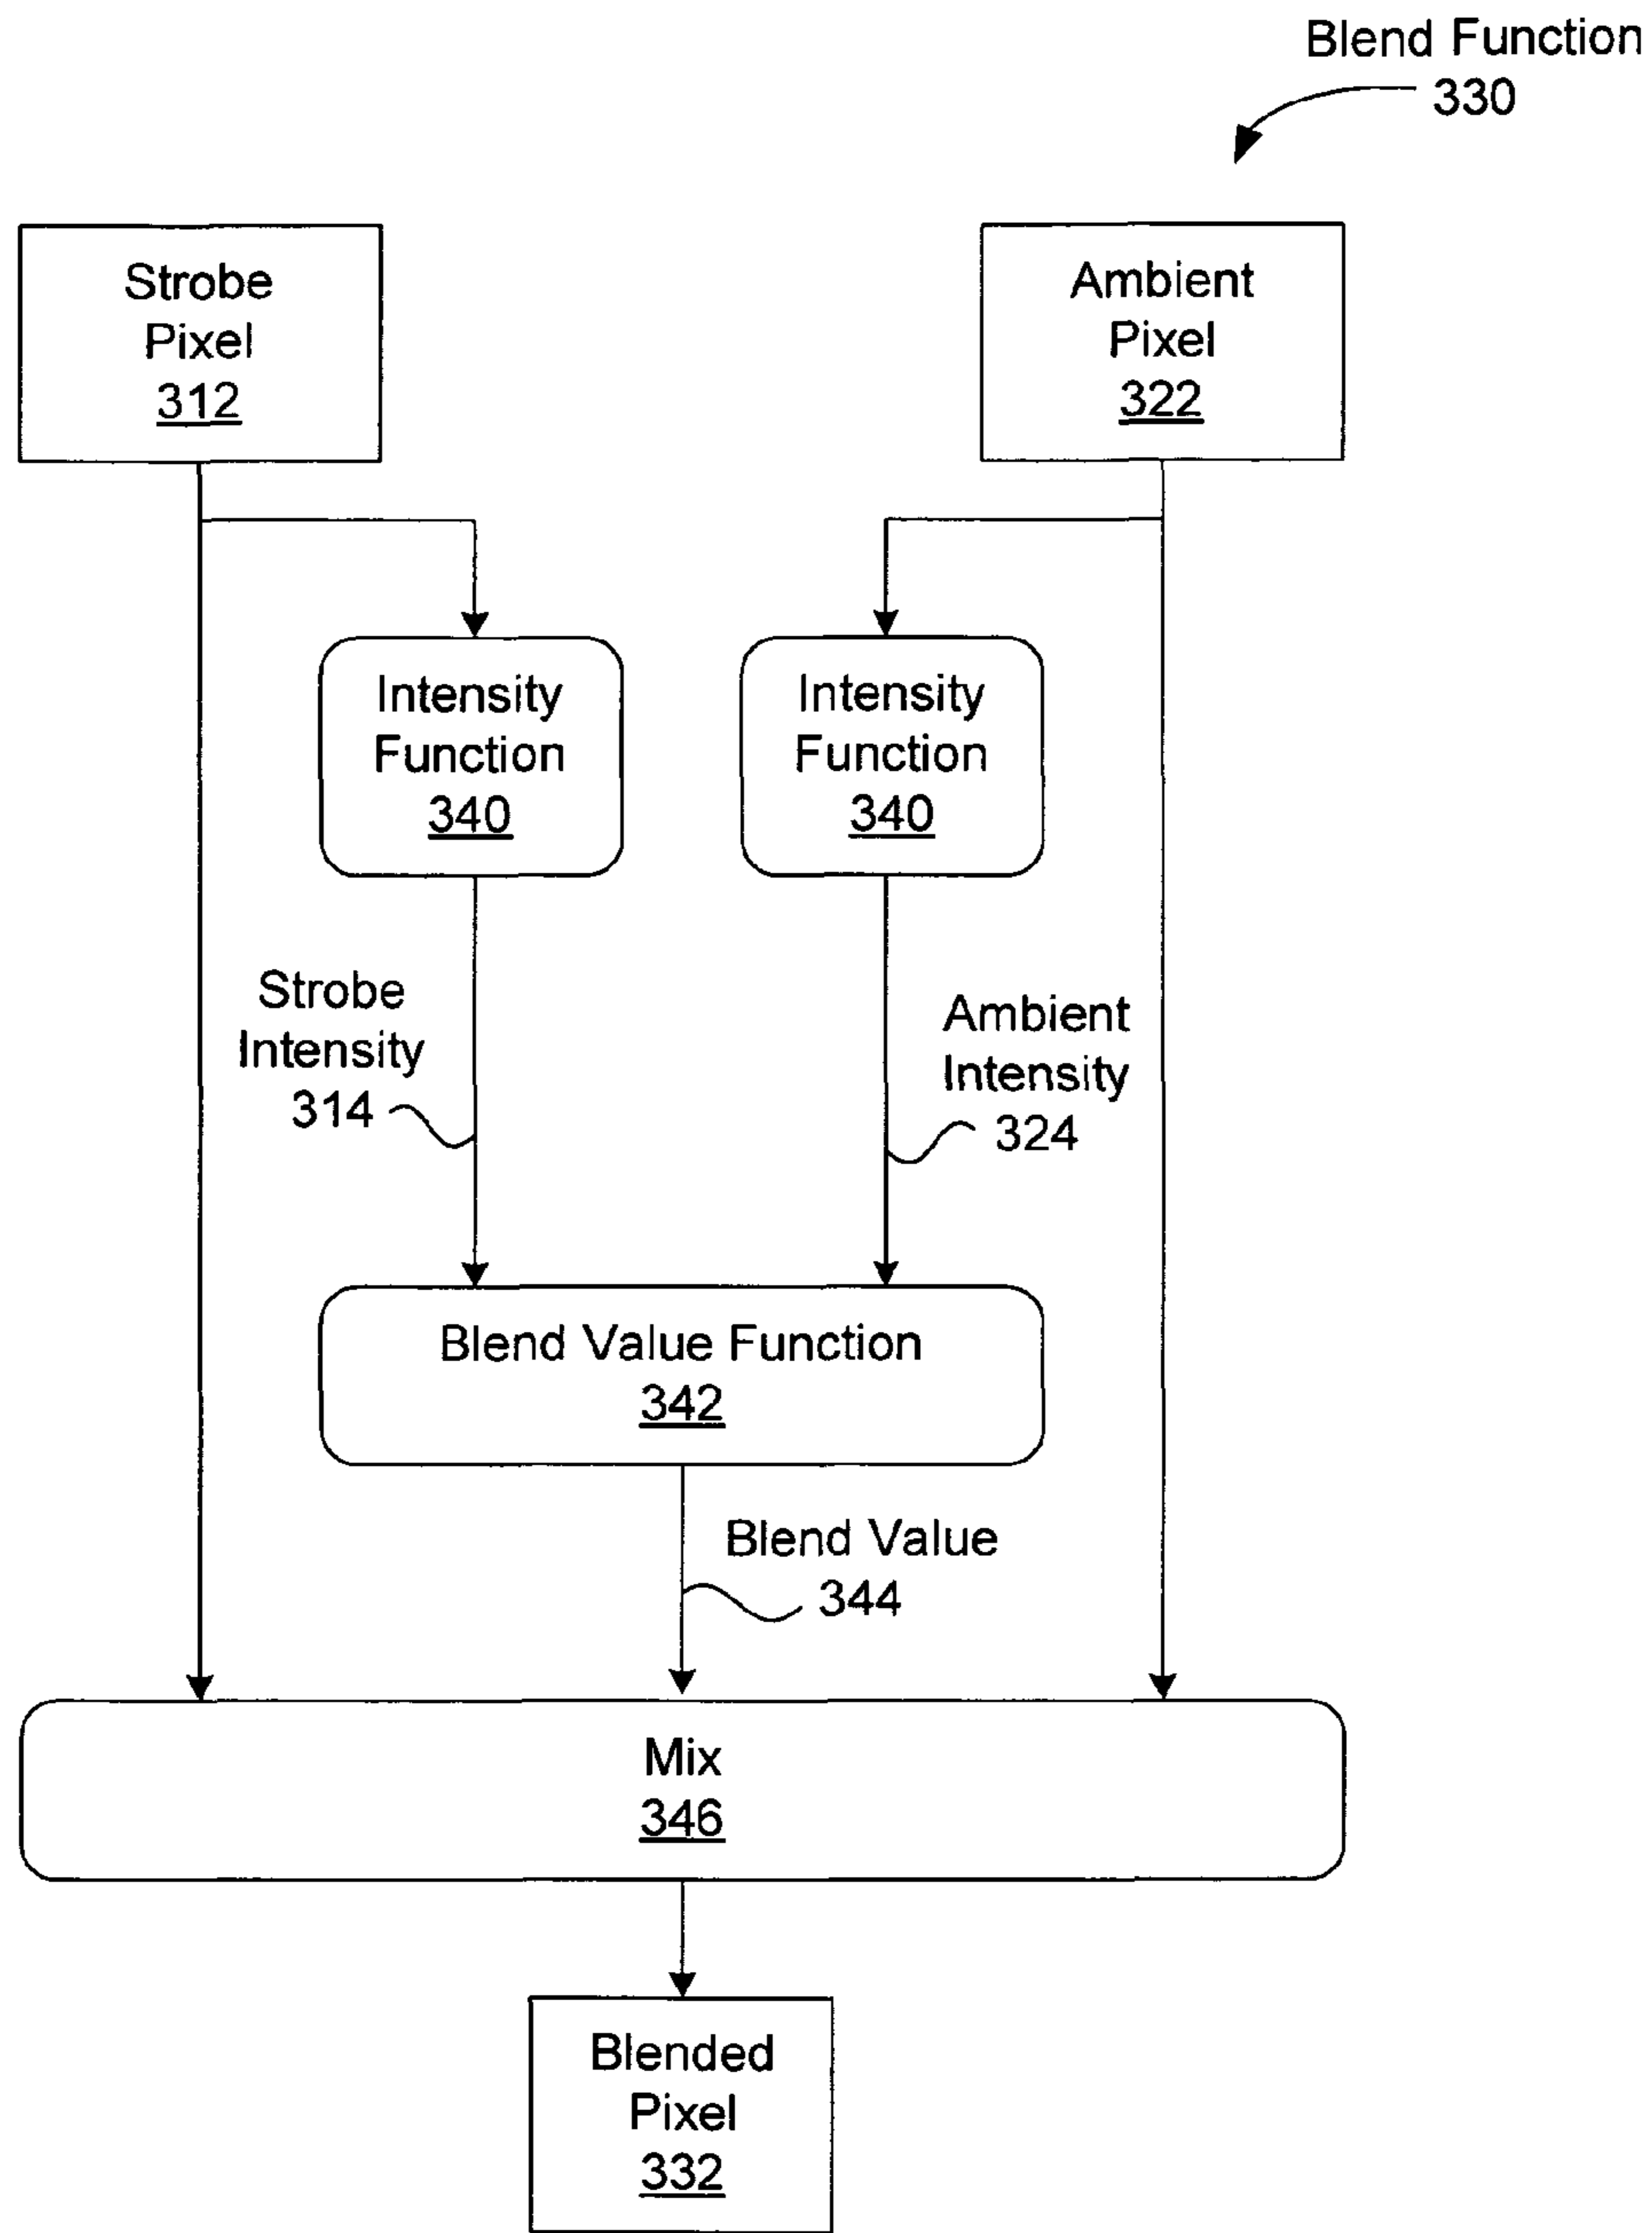 Blend Function
330
Strobe
Pixel
312
Ambient
Pixel
322
Intensity
Function
340
Intensity
Function
340
Strobe
Intensity
314
Ambient
Intensity
324
Blend Value Function
342
Blend Value
344
Mix
346
Blended
Pixel
332